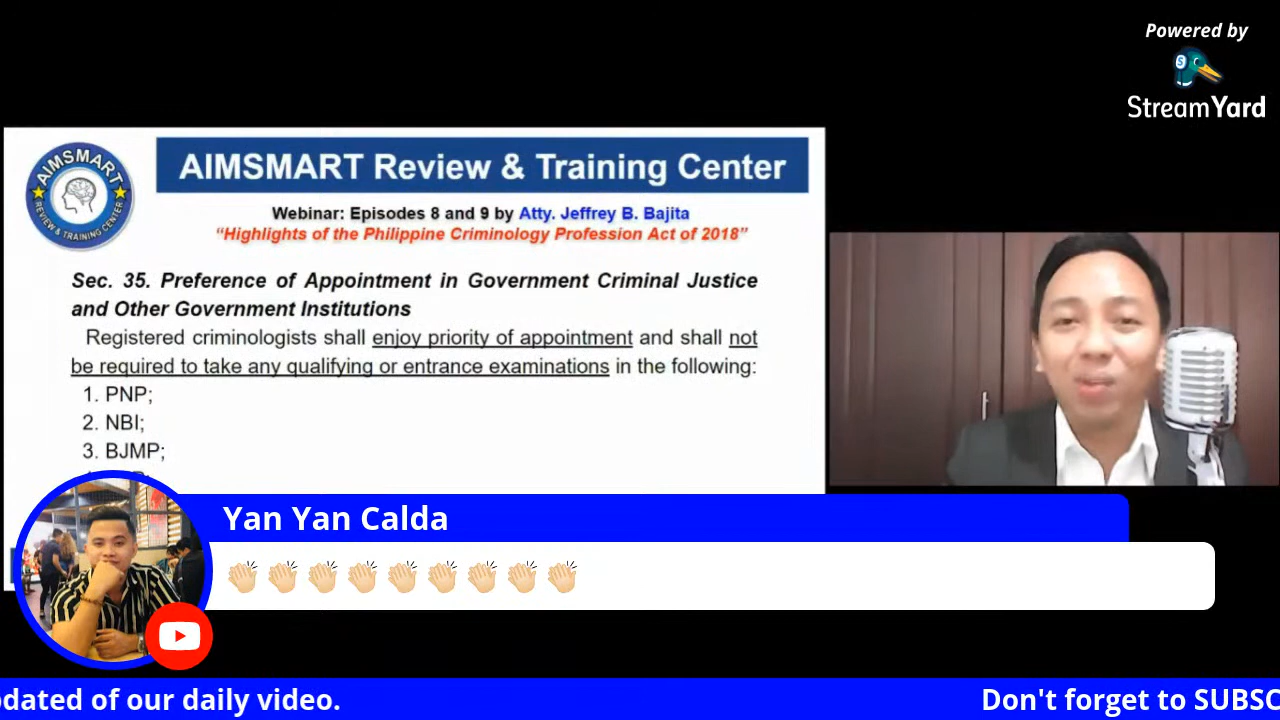 Powered by
StreamYard
AIMSMART
REVIEW & TRAINING CENTER
AIMSMART Review & Training Center
Webinar: Episodes 8 and 9 by Atty. Jeffrey B. Bajita
“Highlights of the Philippine Criminology Profession Act of 2018”
Sec. 35. Preference of Appointment in Government Criminal Justice
and Other Government Institutions
Registered criminologists shall enjoy priority of appointment and shall not
be required to take any qualifying or entrance examinations in the following:
1. PNP;
2. NBI;
3. BJMP;
Yan Yan Calda
👏🏻 👏🏻 👏🏻 👏🏻 👏🏻 👏🏻 👏🏻 👏🏻 👏🏻
of our daily video.
Don't forget to